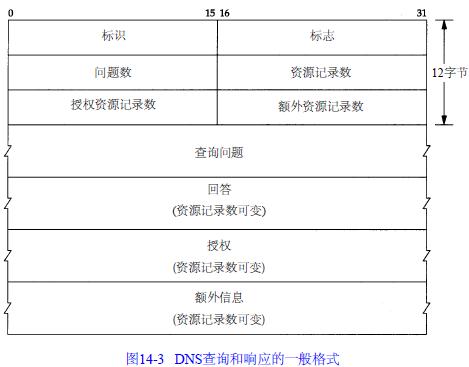 0 15 16 31
标识 标志
问题数 资源记录数 12字节
授权资源记录数 额外资源记录数
查询问题
回答
(资源记录数可变)
授权
(资源记录数可变)
额外信息
(资源记录数可变)
图14-3 DNS查询和响应的一般格式